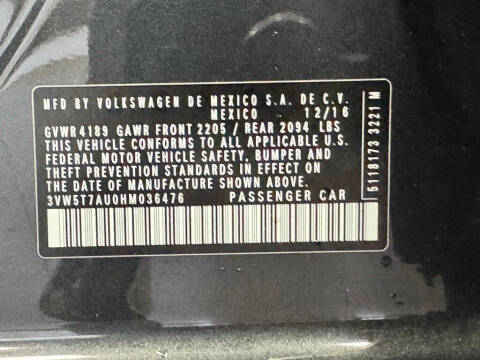 MFD BY VOLKSWAGEN DE MEXICO S.A. DE C.V.
MEXICO 12/16
GVWR 4189 GAWR FRONT 2205 / REAR 2094 LBS
THIS VEHICLE CONFORMS TO ALL APPLICABLE U.S.
FEDERAL MOTOR VEHICLE SAFETY, BUMPER AND
THEFT PREVENTION STANDARDS IN EFFECT ON
THE DATE OF MANUFACTURE SHOWN ABOVE.
3VW5T7AU0HM036476 PASSENGER CAR
5118173 3221 M